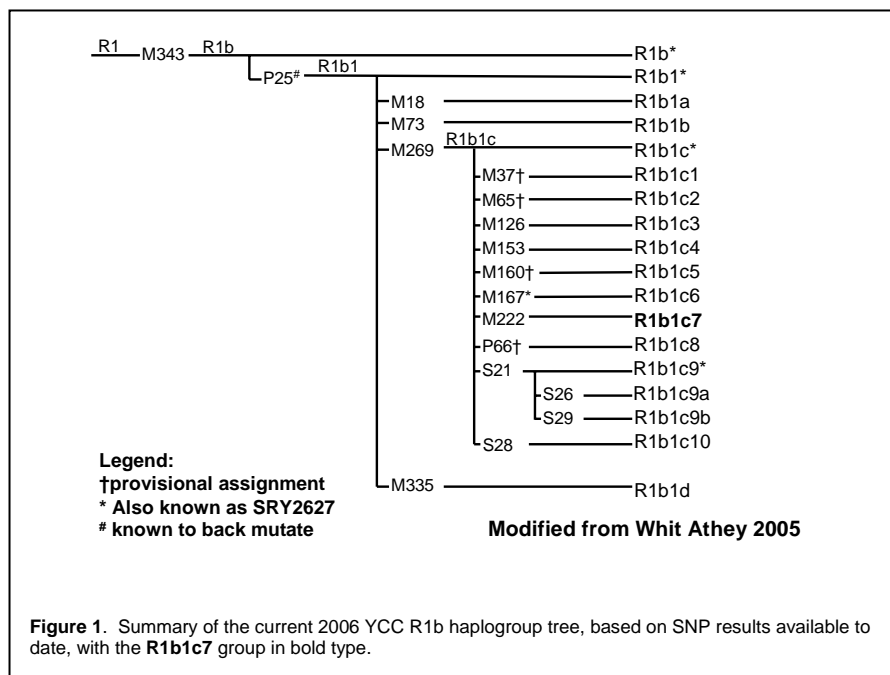 R1 M343 R1b R1b*
P25# R1b1 R1b1*
M18 R1b1a
M73 R1b1b
M269 R1b1c R1b1c*
M37† R1b1c1
M65† R1b1c2
M126 R1b1c3
M153 R1b1c4
M160† R1b1c5
M167* R1b1c6
M222 R1b1c7
P66† R1b1c8
S21 R1b1c9*
S26 R1b1c9a
S29 R1b1c9b
S28 R1b1c10
M335 R1b1d
Legend:
†provisional assignment
* Also known as SRY2627
# known to back mutate
Modified from Whit Athey 2005
Figure 1. Summary of the current 2006 YCC R1b haplogroup tree, based on SNP results available to
date, with the R1b1c7 group in bold type.